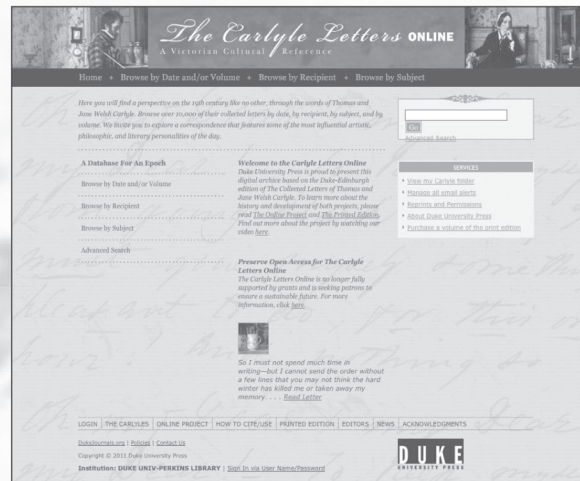 The Carlyle Letters ONLINE
A Victorian Cultural Reference
Home + Browse by Date and/or Volume + Browse by Recipient + Browse by Subject
Here you will find a perspective on the 19th century like no other, through the words of Thomas and
Jane Welsh Carlyle. Browse over 10,000 of their collected letters by date, by recipient, by subject, and by
volume. We invite you to explore a correspondence that features some of the most influential artistic,
philosophic, and literary personalities of the day.
Go
Advanced Search
A Database For An Epoch
Browse by Date and/or Volume
Browse by Recipient
Browse by Subject
Advanced Search
Welcome to the Carlyle Letters Online
Duke University Press is proud to present this
digital archive based on the Duke-Edinburgh
edition of The Collected Letters of Thomas and
Jane Welsh Carlyle. To learn more about the
history and development of both projects, please
read The Online Project and The Printed Edition.
Find out more about the project by watching our
video here.
Preserve Open Access for The Carlyle
Letters Online
The Carlyle Letters Online is no longer fully
supported by grants and is seeking patrons to
ensure a sustainable future. For more
information, click here.
So I must not spend much time in
writing—but I cannot send the order without
a few lines that you may not think the hard
winter has killed me or taken away my
memory. . . . Read Letter
SERVICES
View my Carlyle folder
Manage all email alerts
Reprints and Permissions
About Duke University Press
Purchase a volume of the print edition
LOGIN | THE CARLYLES | ONLINE PROJECT | HOW TO CITE/USE | PRINTED EDITION | EDITORS | NEWS | ACKNOWLEDGMENTS
DukeJournals.org | Policies | Contact Us
Copyright © 2011 Duke University Press
Institution: DUKE UNIV-PERKINS LIBRARY | Sign In via User Name/Password
DUKE
UNIVERSITY PRESS